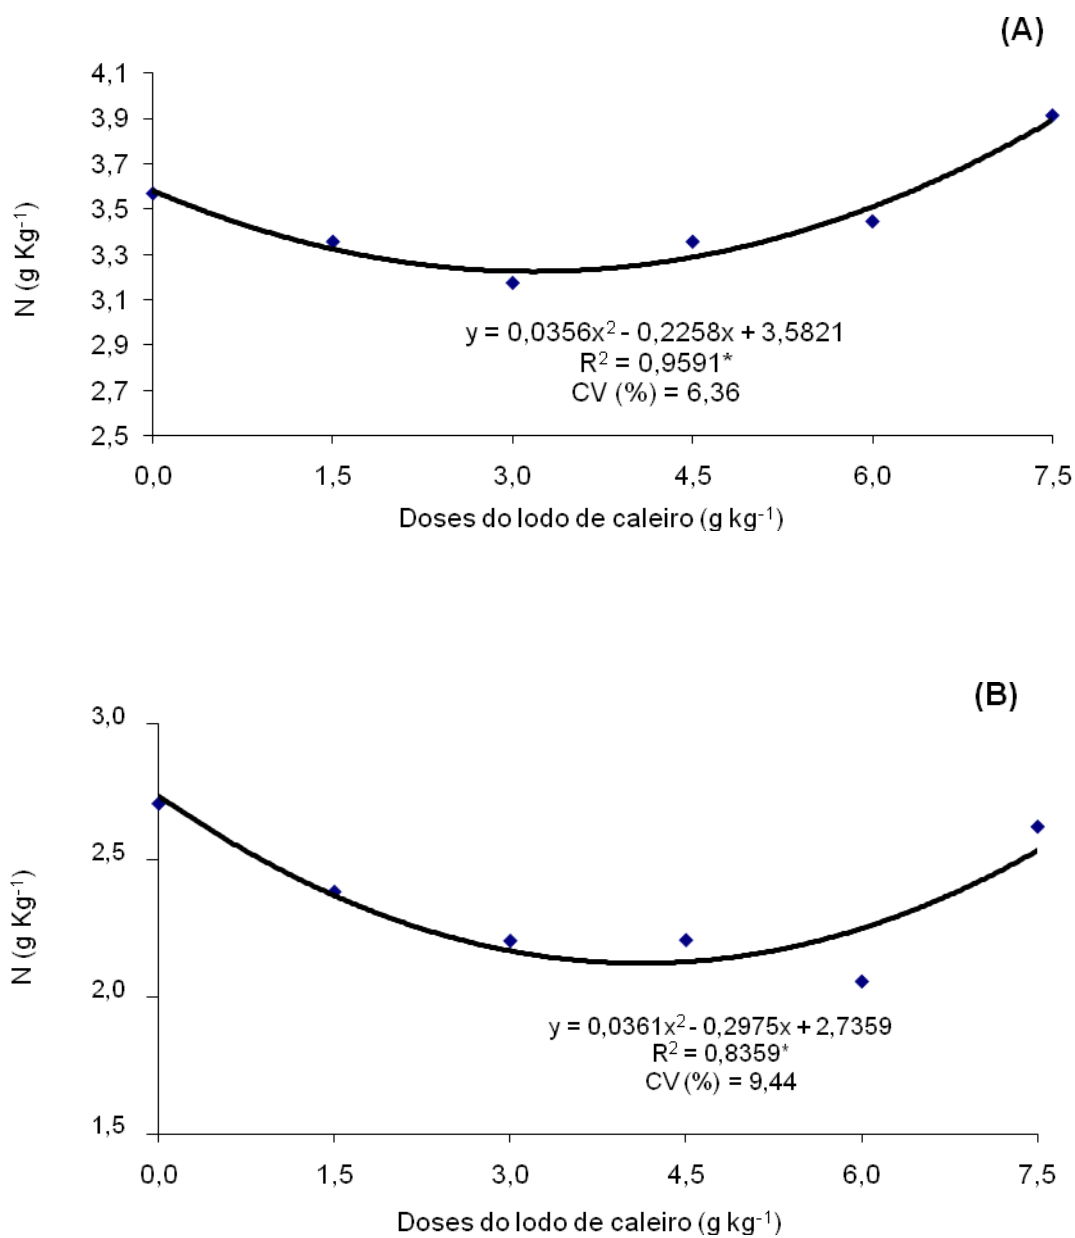 (A)
4,1
3,9
3,7
3,5
3,3
3,1
2,9
2,7
2,5
N (g Kg⁻¹)
y = 0,0356x² - 0,2258x + 3,5821
R² = 0,9591*
CV (%) = 6,36
0,0 1,5 3,0 4,5 6,0 7,5
Doses do lodo de caleiro (g kg⁻¹)
(B)
3,0
2,5
2,0
1,5
N (g Kg⁻¹)
y = 0,0361x² - 0,2975x + 2,7359
R² = 0,8359*
CV (%) = 9,44
0,0 1,5 3,0 4,5 6,0 7,5
Doses do lodo de caleiro (g kg⁻¹)